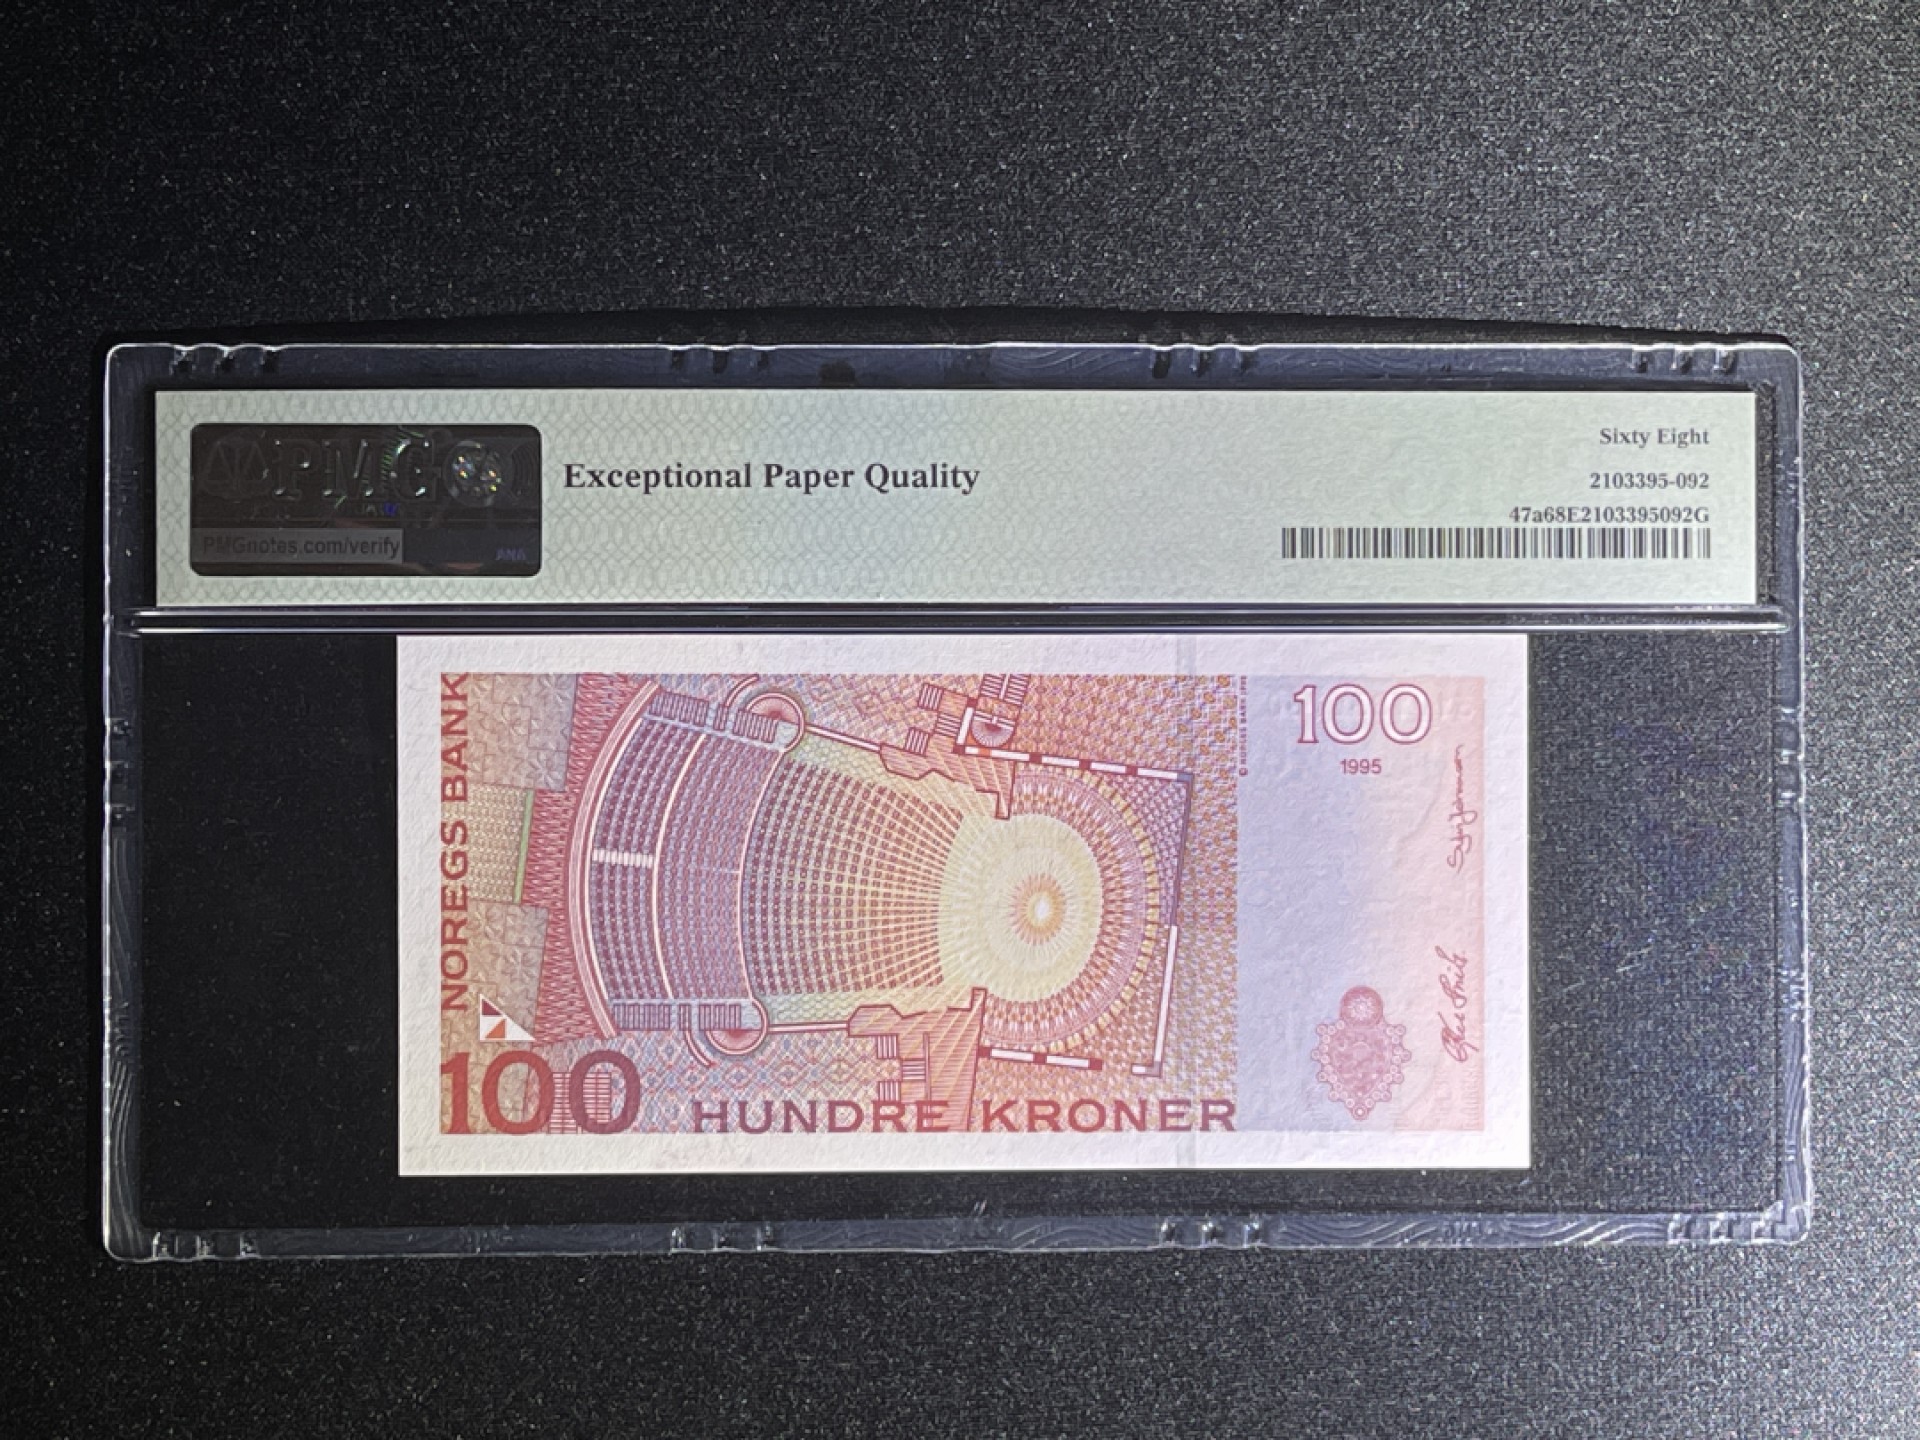 PMG
PMGnotes.com/verify
ANA
Exceptional Paper Quality
Sixty Eight
2103395-092
47a68E2103395092G
NOREGS BANK
100
1995
100 HUNDRE KRONER